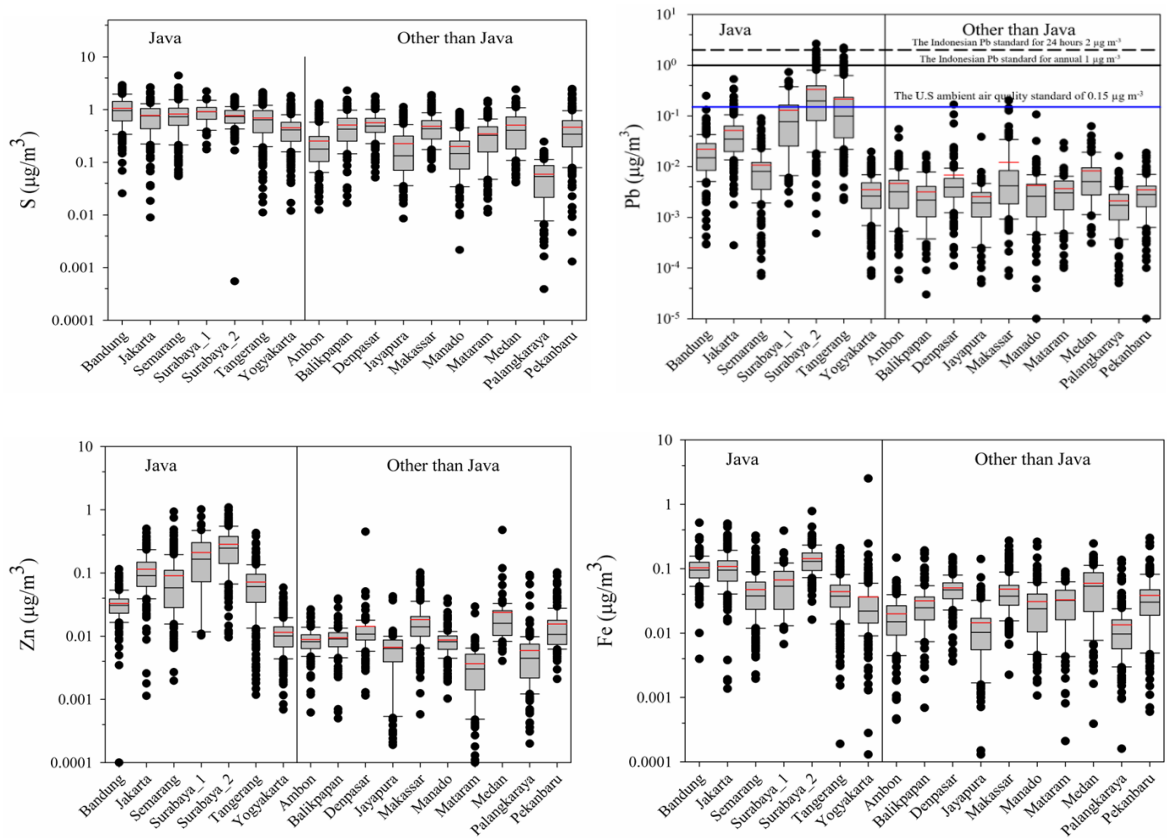 Java
Other than Java
S (µg/m³)
10
1
0.1
0.01
0.001
0.0001
Bandung
Jakarta
Semarang
Surabaya_1
Surabaya_2
Tangerang
Yogyakarta
Ambon
Balikpapan
Denpasar
Jayapura
Makassar
Manado
Mataram
Medan
Palangkaraya
Pekanbaru
Java
Other than Java
The Indonesian Pb standard for 24 hours 2 µg m⁻³
The Indonesian Pb standard for annual 1 µg m⁻³
The U.S ambient air quality standard of 0.15 µg m⁻³
Pb (µg/m³)
10¹
10⁰
10⁻¹
10⁻²
10⁻³
10⁻⁴
10⁻⁵
Bandung
Jakarta
Semarang
Surabaya_1
Surabaya_2
Tangerang
Yogyakarta
Ambon
Balikpapan
Denpasar
Jayapura
Makassar
Manado
Mataram
Medan
Palangkaraya
Pekanbaru
Java
Other than Java
Zn (µg/m³)
10
1
0.1
0.01
0.001
0.0001
Bandung
Jakarta
Semarang
Surabaya_1
Surabaya_2
Tangerang
Yogyakarta
Ambon
Balikpapan
Denpasar
Jayapura
Makassar
Manado
Mataram
Medan
Palangkaraya
Pekanbaru
Java
Other than Java
Fe (µg/m³)
10
1
0.1
0.01
0.001
0.0001
Bandung
Jakarta
Semarang
Surabaya_1
Surabaya_2
Tangerang
Yogyakarta
Ambon
Balikpapan
Denpasar
Jayapura
Makassar
Manado
Mataram
Medan
Palangkaraya
Pekanbaru